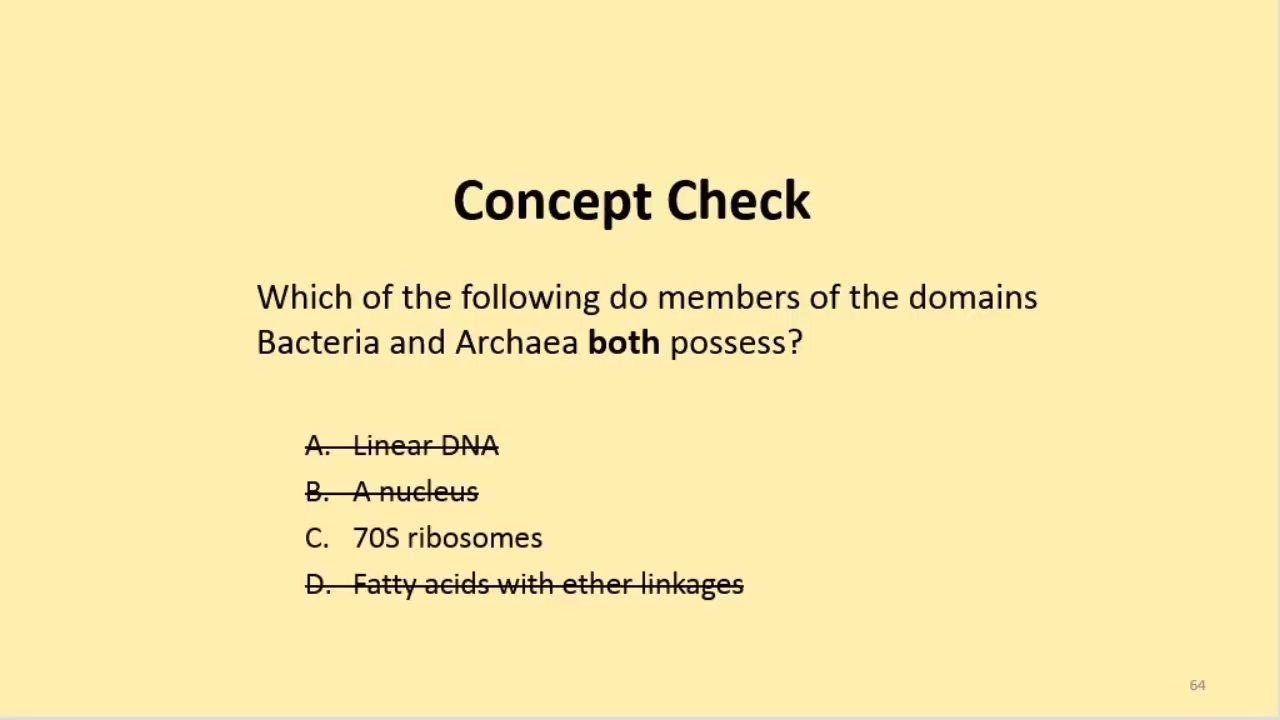 Concept Check
Which of the following do members of the domains
Bacteria and Archaea both possess?
A. Linear DNA
B. A nucleus
C. 70S ribosomes
D. Fatty acids with ether linkages
64